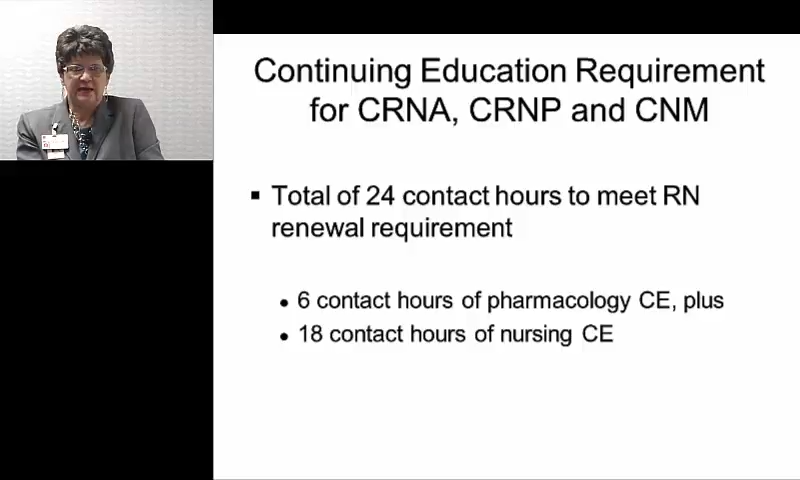 Continuing Education Requirement
for CRNA, CRNP and CNM
▪ Total of 24 contact hours to meet RN
renewal requirement
• 6 contact hours of pharmacology CE, plus
• 18 contact hours of nursing CE